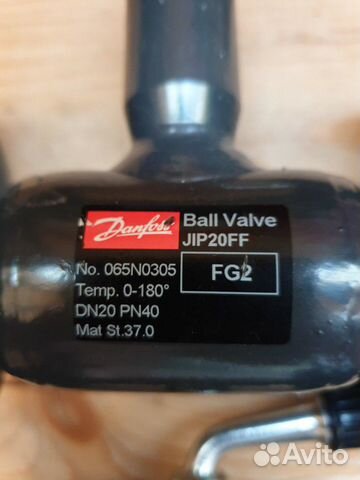 Danfoss
Ball Valve
JIP20FF
No. 065N0305
FG2
Temp. 0-180°
DN20 PN40
Mat St.37.0
Avito